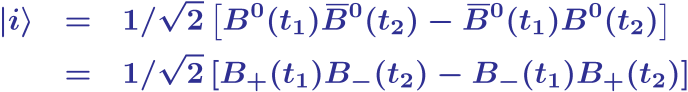 |i⟩ = 1/√2 [B⁰(t₁)B̅⁰(t₂) − B̅⁰(t₁)B⁰(t₂)]
= 1/√2 [B₊(t₁)B₋(t₂) − B₋(t₁)B₊(t₂)]